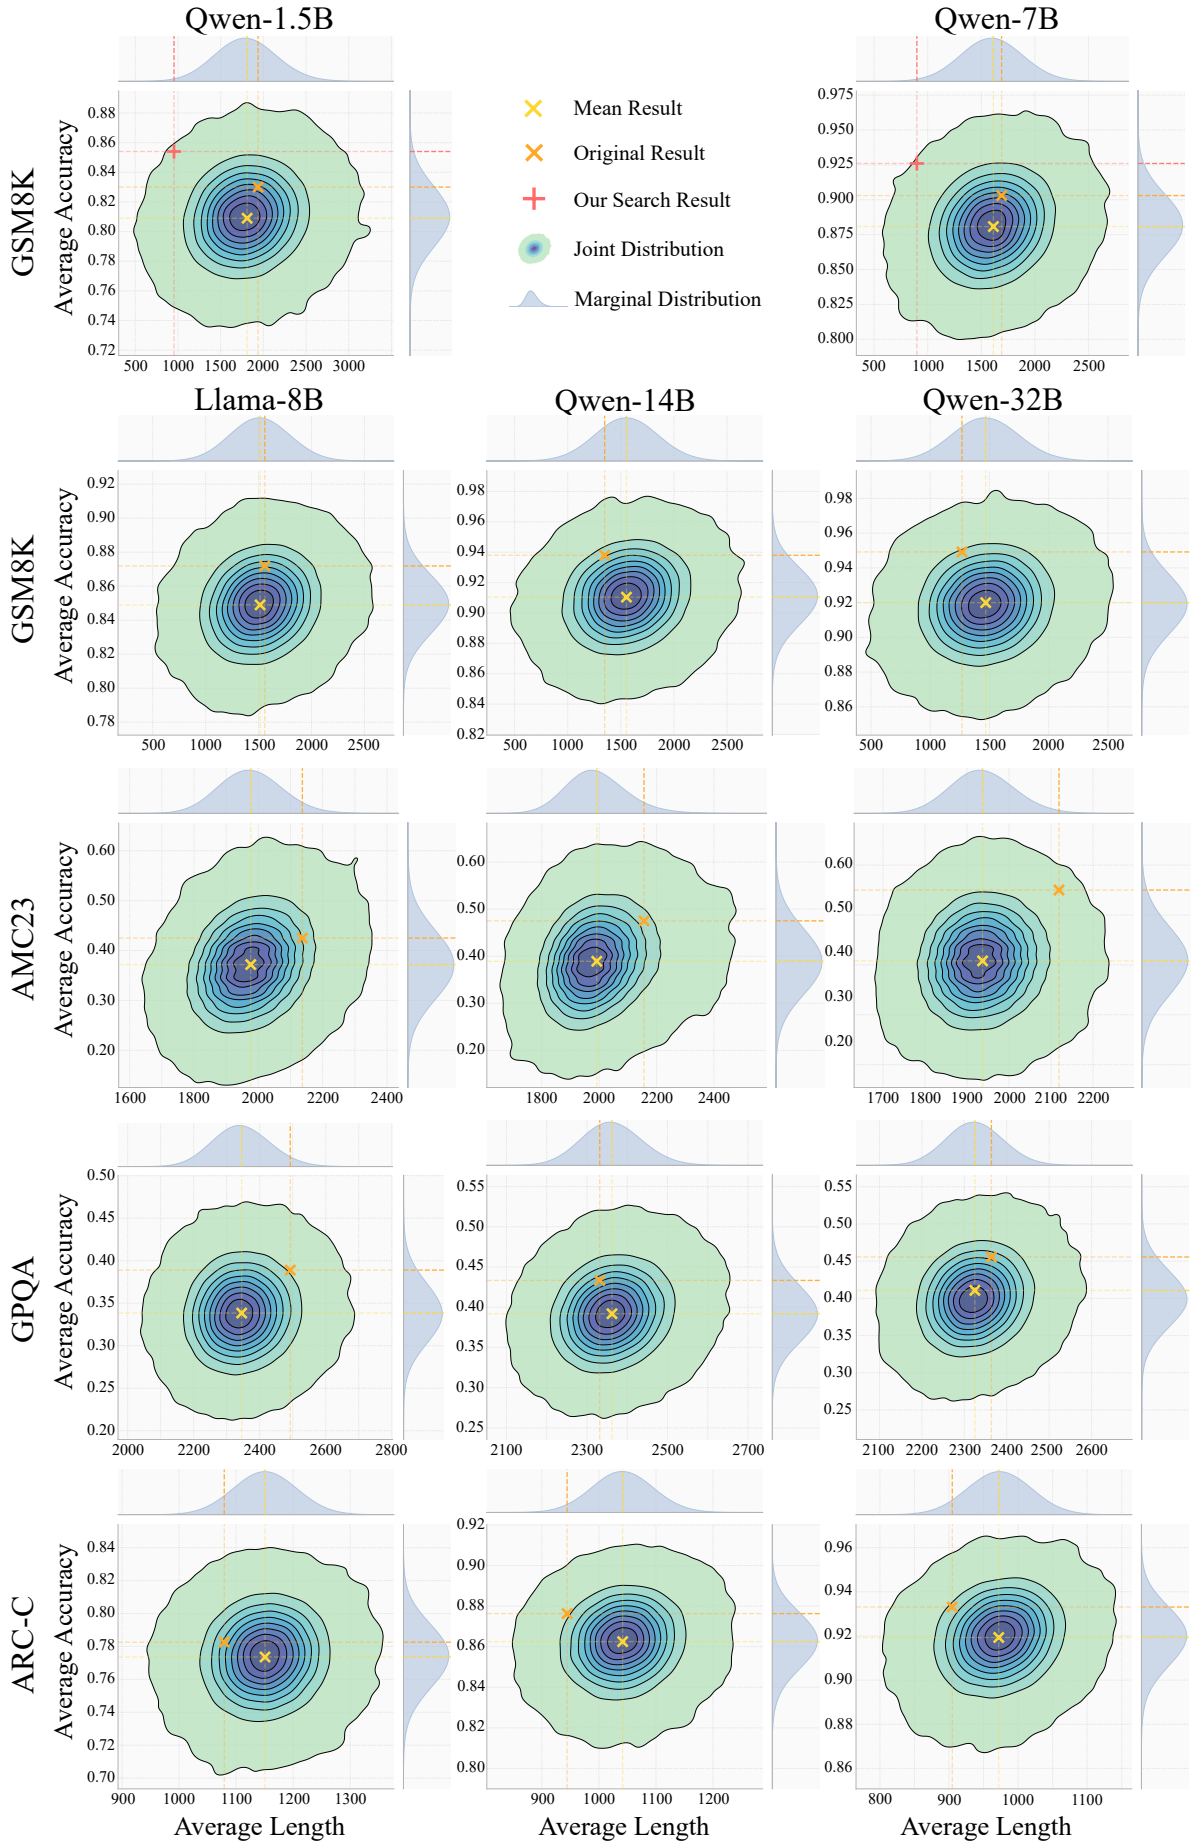 Qwen-1.5B
Qwen-7B
GSM8K
Average Accuracy
0.88
0.86
0.84
0.82
0.80
0.78
0.76
0.74
0.72
500 1000 1500 2000 2500 3000
Mean Result
Original Result
Our Search Result
Joint Distribution
Marginal Distribution
0.975
0.950
0.925
0.900
0.875
0.850
0.825
0.800
500 1000 1500 2000 2500
Llama-8B
Qwen-14B
Qwen-32B
GSM8K
Average Accuracy
0.92
0.90
0.88
0.86
0.84
0.82
0.80
0.78
500 1000 1500 2000 2500
0.98
0.96
0.94
0.92
0.90
0.88
0.86
0.84
0.82
500 1000 1500 2000 2500
0.98
0.96
0.94
0.92
0.90
0.88
0.86
500 1000 1500 2000 2500
AMC23
Average Accuracy
0.60
0.50
0.40
0.30
0.20
1600 1800 2000 2200 2400
0.60
0.50
0.40
0.30
0.20
1800 2000 2200 2400
0.60
0.50
0.40
0.30
0.20
1700 1800 1900 2000 2100 2200
GPQA
Average Accuracy
0.50
0.45
0.40
0.35
0.30
0.25
0.20
2000 2200 2400 2600 2800
0.55
0.50
0.45
0.40
0.35
0.30
0.25
2100 2300 2500 2700
0.55
0.50
0.45
0.40
0.35
0.30
0.25
2100 2200 2300 2400 2500 2600
ARC-C
Average Accuracy
0.84
0.82
0.80
0.78
0.76
0.74
0.72
0.70
900 1000 1100 1200 1300
Average Length
0.92
0.90
0.88
0.86
0.84
0.82
0.80
900 1000 1100 1200
Average Length
0.96
0.94
0.92
0.90
0.88
0.86
800 900 1000 1100
Average Length